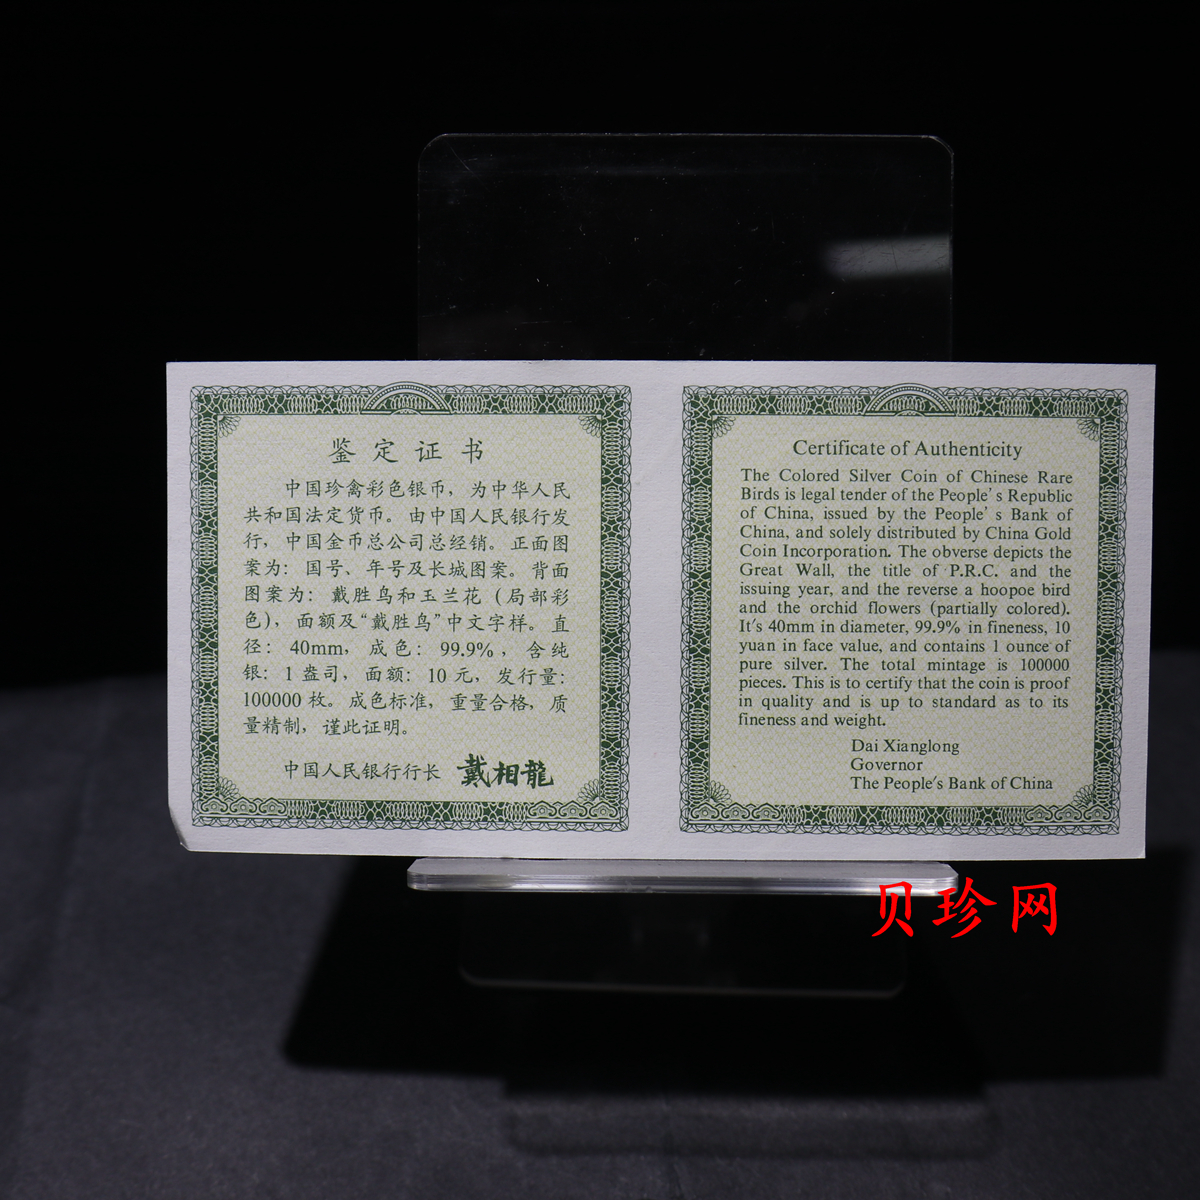 鉴定证书
中国珍禽彩色银币，为中华人民
共和国法定货币。由中国人民银行发
行，中国金币总公司总经销。正面图
案为：国号、年号及长城图案。背面
图案为：戴胜鸟和玉兰花（局部彩
色），面额及“戴胜鸟”中文字样。直
径：40mm，成色：99.9%，含纯
银：1盎司，面额：10元，发行量：
100000枚。成色标准，重量合格，质
量精制，谨此证明。
中国人民银行行长 戴相龍
Certificate of Authenticity
The Colored Silver Coin of Chinese Rare
Birds is legal tender of the People's Republic
of China, issued by the People's Bank of
China, and solely distributed by China Gold
Coin Incorporation. The obverse depicts the
Great Wall, the title of P.R.C. and the
issuing year, and the reverse a hoopoe bird
and the orchid flowers (partially colored).
It's 40mm in diameter, 99.9% in fineness, 10
yuan in face value, and contains 1 ounce of
pure silver. The total mintage is 100000
pieces. This is to certify that the coin is proof
in quality and is up to standard as to its
fineness and weight.
Dai Xianglong
Governor
The People's Bank of China
贝珍网